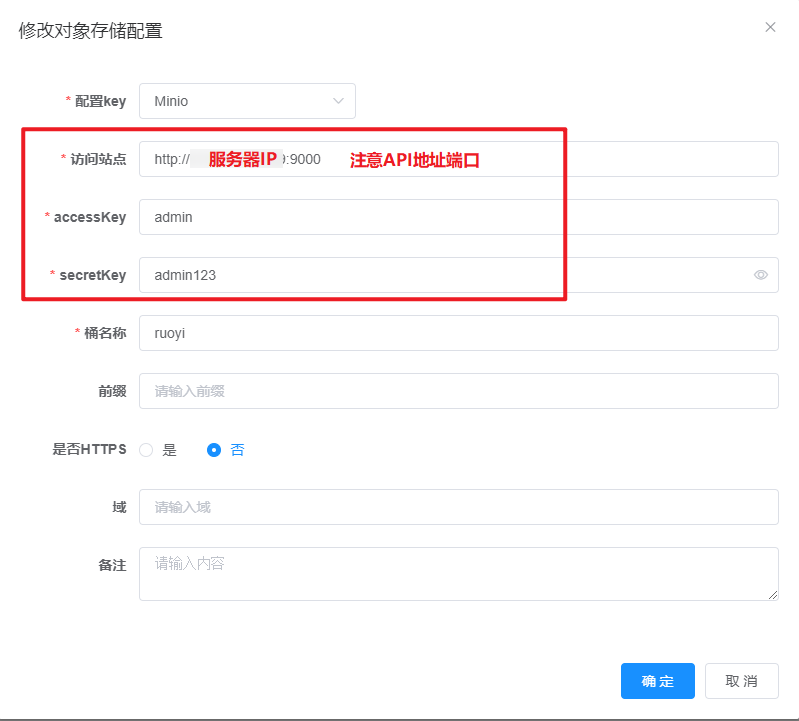 修改对象存储配置
* 配置key Minio
* 访问站点 http:// 服务器IP :9000 注意API地址端口
* accessKey admin
* secretKey admin123
* 桶名称 ruoyi
前缀 请输入前缀
是否HTTPS 是 否
域 请输入域
备注 请输入内容
确 定 取 消